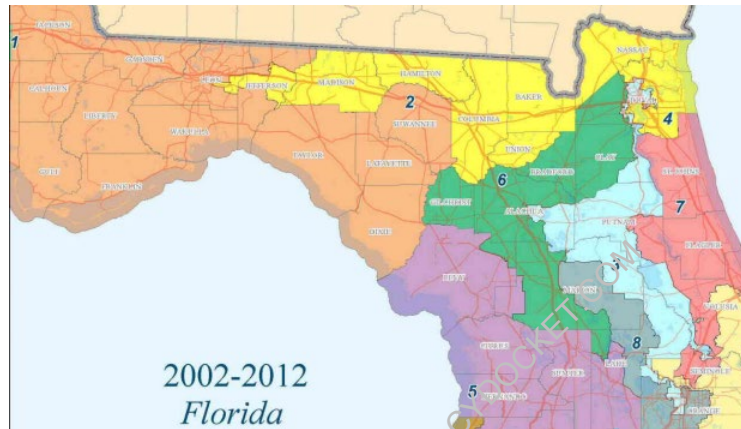 NASSAU
JACKSON
1
GADSDEN
HAMILTON
MADISON
LEON
JEFFERSON
BAKER
CALHOUN
2
DUVAL
LIBERTY
COLUMBIA
4
SUWANNEE
WAKULLA
UNION
CLAY
TAYLOR
LAFAYETTE
BRADFORD
ST. JOHNS
GULF
6
FRANKLIN
GILCHRIST
7
ALACHUA
PUTNAM
DIXIE
FLAGLER
LEVY
3
MARION
VOLUSIA
8
CITRUS
SUMTER
LAKE
2002-2012
SEMINOLE
5
HERNANDO
Florida
ORANGE